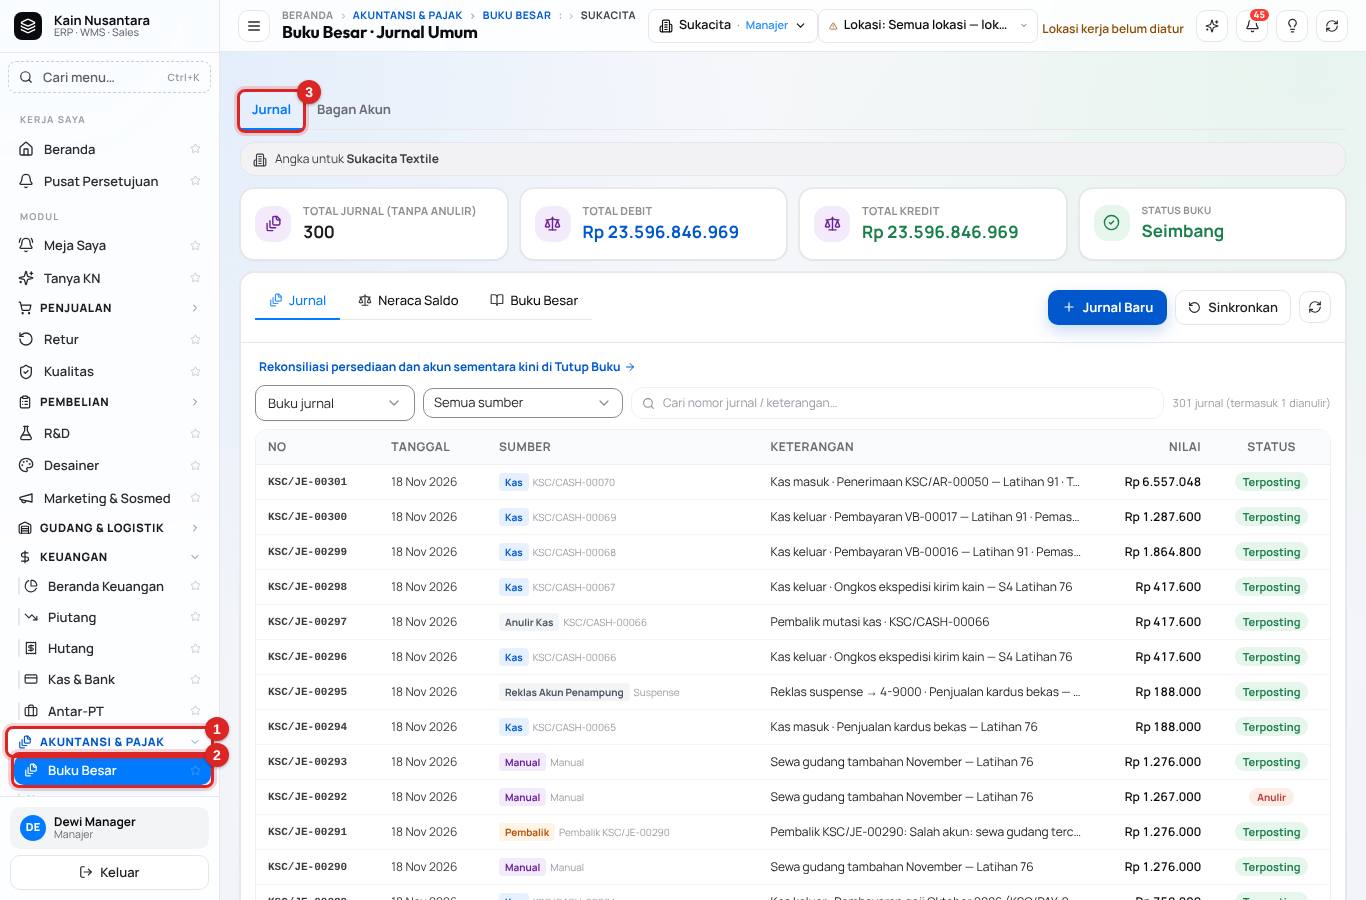 Kain Nusantara
ERP · WMS · Sales
Cari menu... Ctrl+K
KERJA SAYA
Beranda
Pusat Persetujuan
MODUL
Meja Saya
Tanya KN
PENJUALAN
Retur
Kualitas
PEMBELIAN
R&D
Desainer
Marketing & Sosmed
GUDANG & LOGISTIK
KEUANGAN
Beranda Keuangan
Piutang
Hutang
Kas & Bank
Antar-PT
1
AKUNTANSI & PAJAK
2
Buku Besar
DE
Dewi Manager
Manajer
Keluar
BERANDA › AKUNTANSI & PAJAK › BUKU BESAR : › SUKACITA
Buku Besar · Jurnal Umum
Sukacita · Manajer
Lokasi: Semua lokasi — lok...
Lokasi kerja belum diatur
45
3
Jurnal Bagan Akun
Angka untuk Sukacita Textile
TOTAL JURNAL (TANPA ANULIR)
300
TOTAL DEBIT
Rp 23.596.846.969
TOTAL KREDIT
Rp 23.596.846.969
STATUS BUKU
Seimbang
Jurnal Neraca Saldo Buku Besar
+ Jurnal Baru Sinkronkan
Rekonsiliasi persediaan dan akun sementara kini di Tutup Buku →
Buku jurnal Semua sumber Cari nomor jurnal / keterangan... 301 jurnal (termasuk 1 dianulir)
NO TANGGAL SUMBER KETERANGAN NILAI STATUS
KSC/JE-00301 18 Nov 2026 Kas KSC/CASH-00070 Kas masuk · Penerimaan KSC/AR-00050 — Latihan 91 · T... Rp 6.557.048 Terposting
KSC/JE-00300 18 Nov 2026 Kas KSC/CASH-00069 Kas keluar · Pembayaran VB-00017 — Latihan 91 · Pemas... Rp 1.287.600 Terposting
KSC/JE-00299 18 Nov 2026 Kas KSC/CASH-00068 Kas keluar · Pembayaran VB-00016 — Latihan 91 · Pemas... Rp 1.864.800 Terposting
KSC/JE-00298 18 Nov 2026 Kas KSC/CASH-00067 Kas keluar · Ongkos ekspedisi kirim kain — S4 Latihan 76 Rp 417.600 Terposting
KSC/JE-00297 18 Nov 2026 Anulir Kas KSC/CASH-00066 Pembalik mutasi kas · KSC/CASH-00066 Rp 417.600 Terposting
KSC/JE-00296 18 Nov 2026 Kas KSC/CASH-00066 Kas keluar · Ongkos ekspedisi kirim kain — S4 Latihan 76 Rp 417.600 Terposting
KSC/JE-00295 18 Nov 2026 Reklas Akun Penampung Suspense Reklas suspense → 4-9000 · Penjualan kardus bekas — ... Rp 188.000 Terposting
KSC/JE-00294 18 Nov 2026 Kas KSC/CASH-00065 Kas masuk · Penjualan kardus bekas — Latihan 76 Rp 188.000 Terposting
KSC/JE-00293 18 Nov 2026 Manual Manual Sewa gudang tambahan November — Latihan 76 Rp 1.276.000 Terposting
KSC/JE-00292 18 Nov 2026 Manual Manual Sewa gudang tambahan November — Latihan 76 Rp 1.267.000 Anulir
KSC/JE-00291 18 Nov 2026 Pembalik Pembalik KSC/JE-00290 Pembalik KSC/JE-00290: Salah akun: sewa gudang terc... Rp 1.276.000 Terposting
KSC/JE-00290 18 Nov 2026 Manual Manual Sewa gudang tambahan November — Latihan 76 Rp 1.276.000 Terposting